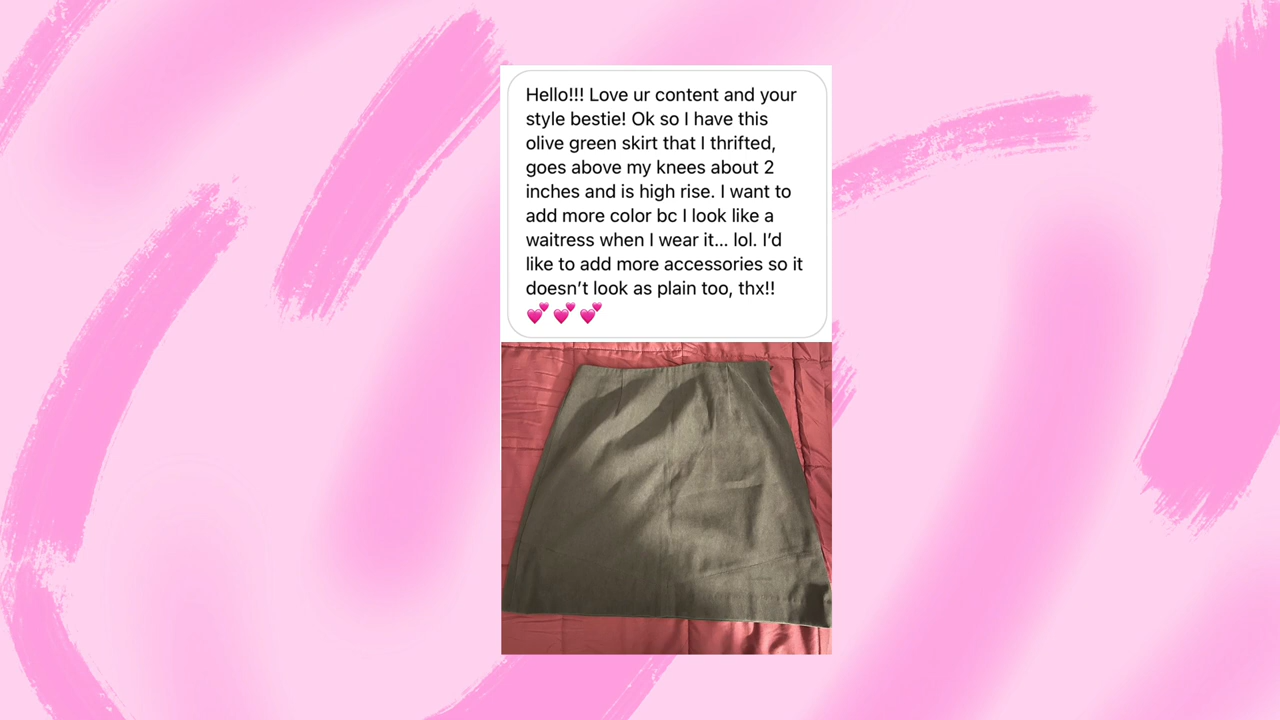 Hello!!! Love ur content and your
style bestie! Ok so I have this
olive green skirt that I thrifted,
goes above my knees about 2
inches and is high rise. I want to
add more color bc I look like a
waitress when I wear it... lol. I’d
like to add more accessories so it
doesn’t look as plain too, thx!!
💕 💕 💕